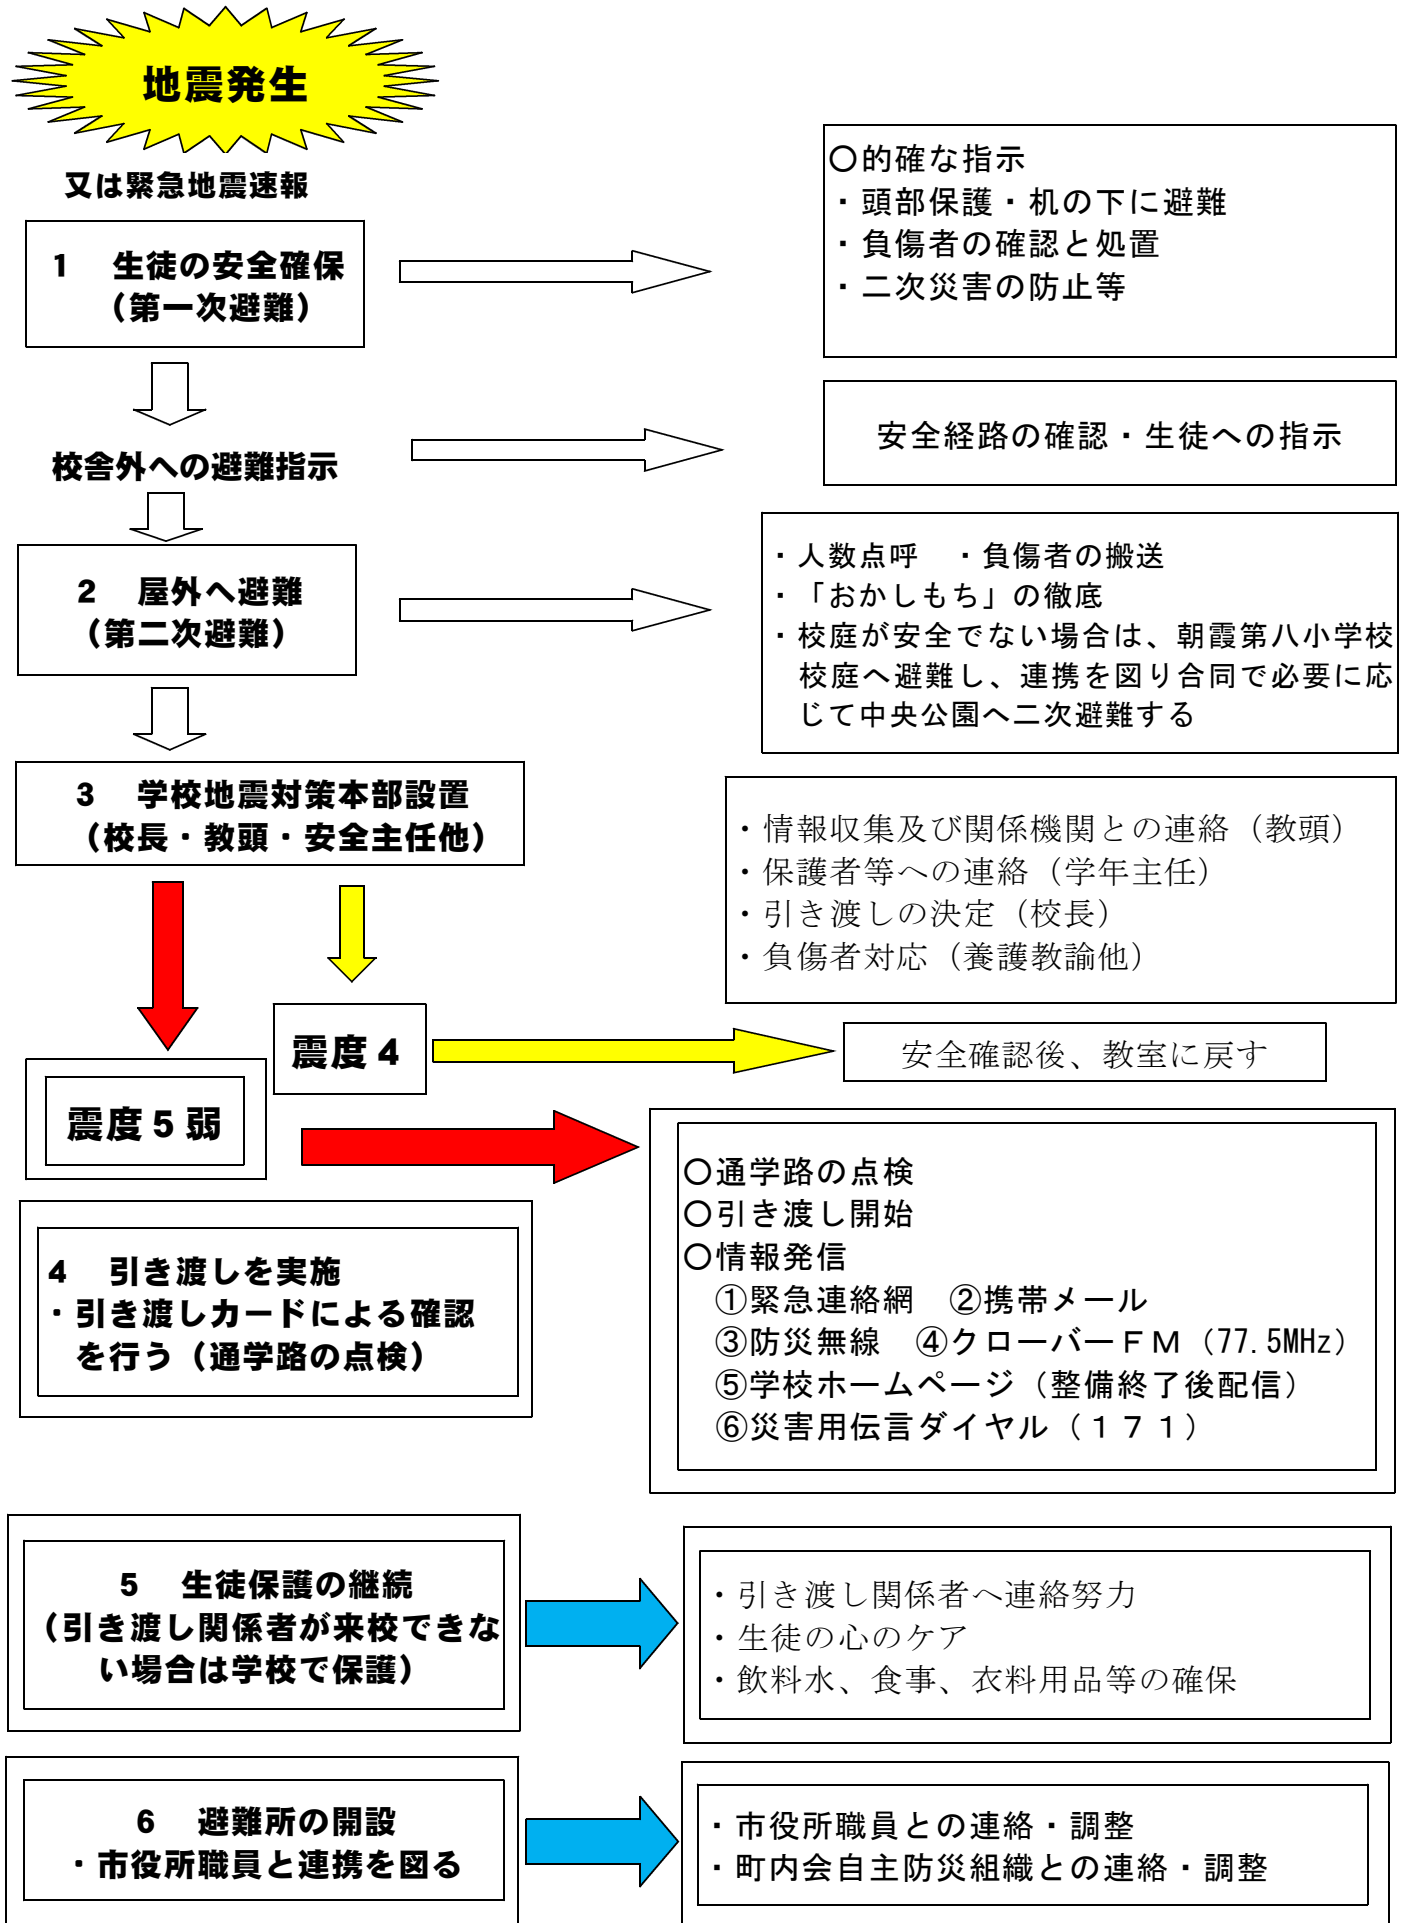 地震発生
又は緊急地震速報
1 生徒の安全確保
(第一次避難)
○的確な指示
・頭部保護・机の下に避難
・負傷者の確認と処置
・二次災害の防止等
校舎外への避難指示
安全経路の確認・生徒への指示
2 屋外へ避難
(第二次避難)
・人数点呼 ・負傷者の搬送
・「おかしもち」の徹底
・校庭が安全でない場合は、朝霞第八小学校
校庭へ避難し、連携を図り合同で必要に応
じて中央公園へ二次避難する
3 学校地震対策本部設置
(校長・教頭・安全主任他)
・情報収集及び関係機関との連絡（教頭）
・保護者等への連絡（学年主任）
・引き渡しの決定（校長）
・負傷者対応（養護教諭他）
震度4
安全確認後、教室に戻す
震度5弱
○通学路の点検
○引き渡し開始
○情報発信
①緊急連絡網 ②携帯メール
③防災無線 ④クローバーＦＭ（77.5MHz）
⑤学校ホームページ（整備終了後配信）
⑥災害用伝言ダイヤル（１７１）
4 引き渡しを実施
・引き渡しカードによる確認
を行う（通学路の点検）
5 生徒保護の継続
（引き渡し関係者が来校できな
い場合は学校で保護）
・引き渡し関係者へ連絡努力
・生徒の心のケア
・飲料水、食事、衣料用品等の確保
6 避難所の開設
・市役所職員と連携を図る
・市役所職員との連絡・調整
・町内会自主防災組織との連絡・調整